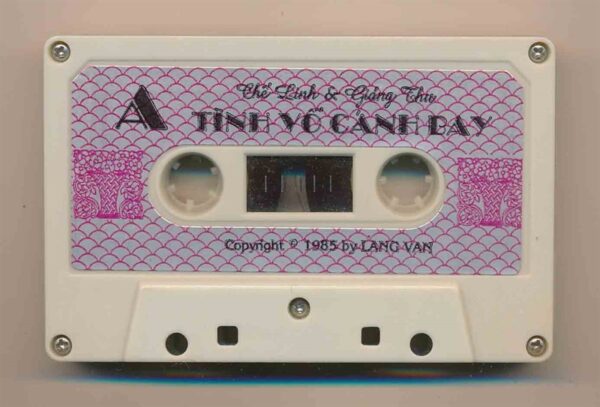 A
Chế Linh & Giáng Thu
TÌNH VỖ CÁNH BAY
Copyright © 1985 by LANG VAN